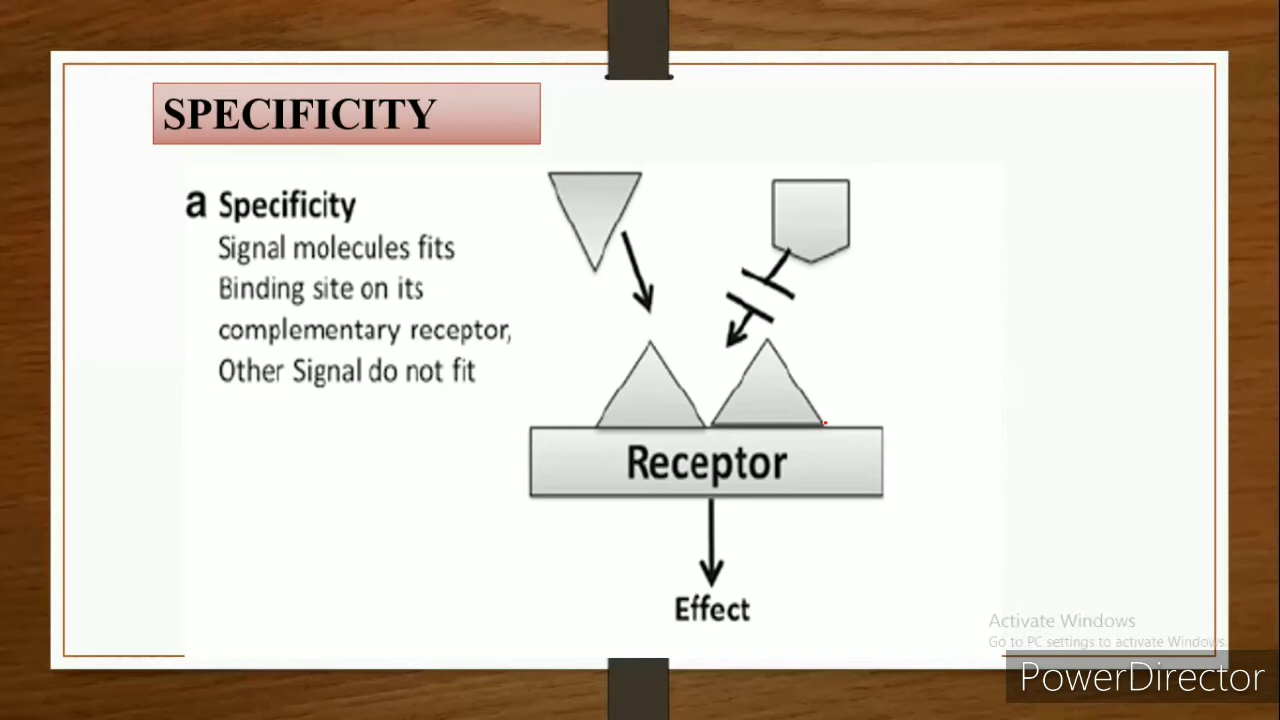 SPECIFICITY
a Specificity
Signal molecules fits
Binding site on its
complementary receptor,
Other Signal do not fit
Receptor
Effect
Activate Windows
Go to PC settings to activate Windows.
PowerDirector